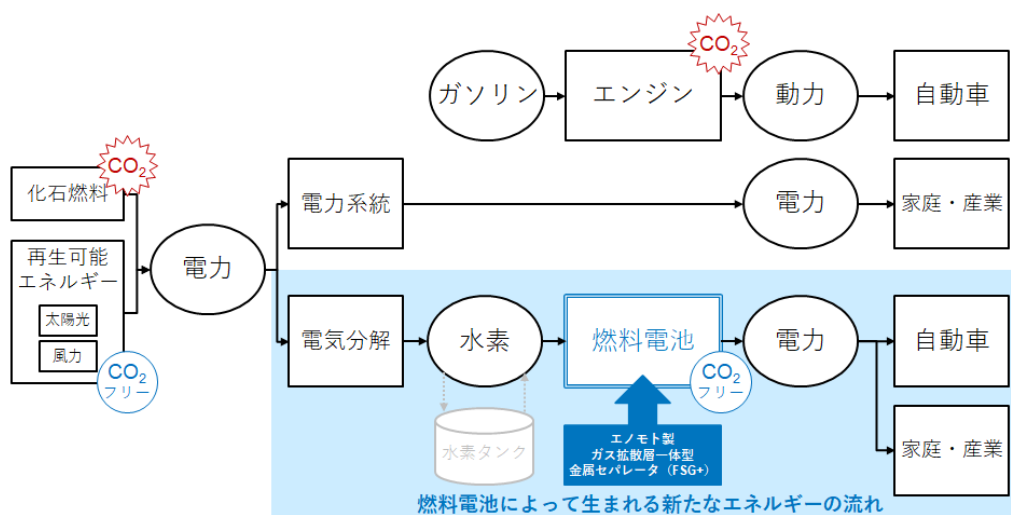 CO2
ガソリン
エンジン
動力
自動車
CO2
化石燃料
電力系統
電力
家庭・産業
再生可能
エネルギー
太陽光
風力
CO2
フリー
電力
電気分解
水素
燃料電池
CO2
フリー
電力
自動車
水素タンク
エノモト製
ガス拡散層一体型
金属セパレータ（FSG+）
家庭・産業
燃料電池によって生まれる新たなエネルギーの流れ